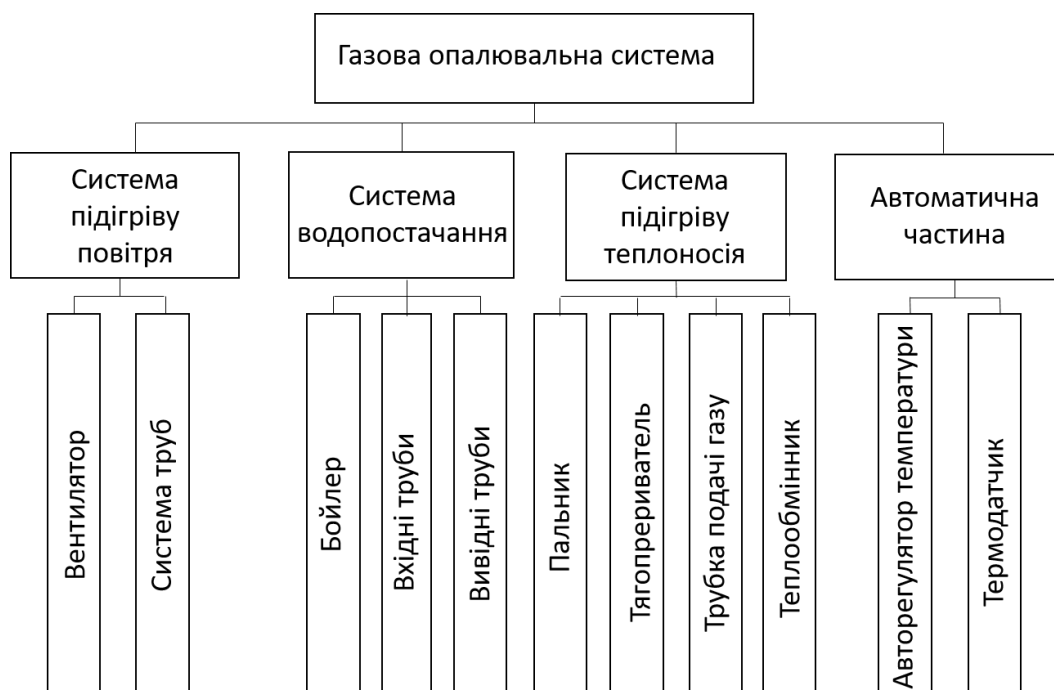 Газова опалювальна система
Система
підігріву
повітря
Система
водопостачання
Система
підігріву
теплоносія
Автоматична
частина
Вентилятор
Система труб
Бойлер
Вхідні труби
Вивідні труби
Пальник
Тягопрериватель
Трубка подачі газу
Теплообмінник
Авторегулятор температури
Термодатчик